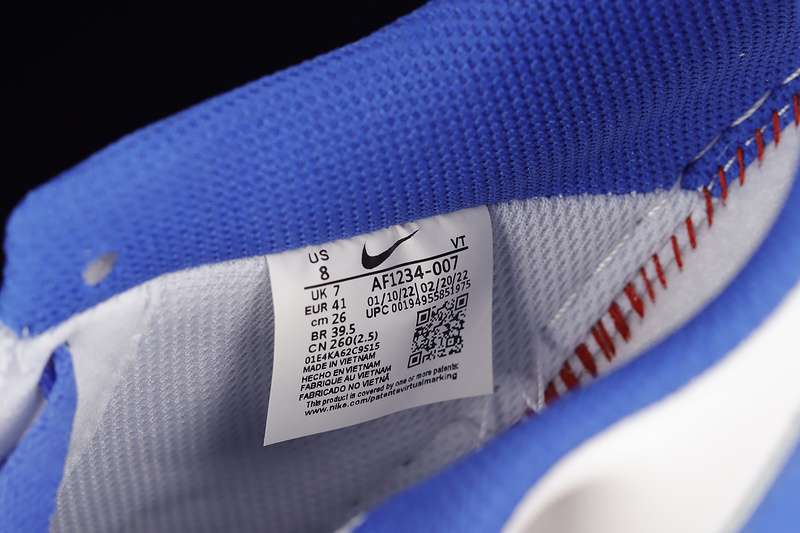 US VT
8
UK 7 AF1234-007
EUR 41 01/10/22| 02/20/22
cm 26 UPC 00194955851975
BR 39.5
CN 260(2.5)
01E4KA62C9S15
MADE IN VIETNAM
HECHO EN VIETNAM
FABRIQUE AU VIETNAM
FABRICADO NO VIETNÃ
This product is covered by one or more patents:
www.nike.com/patentsvirtualmarking